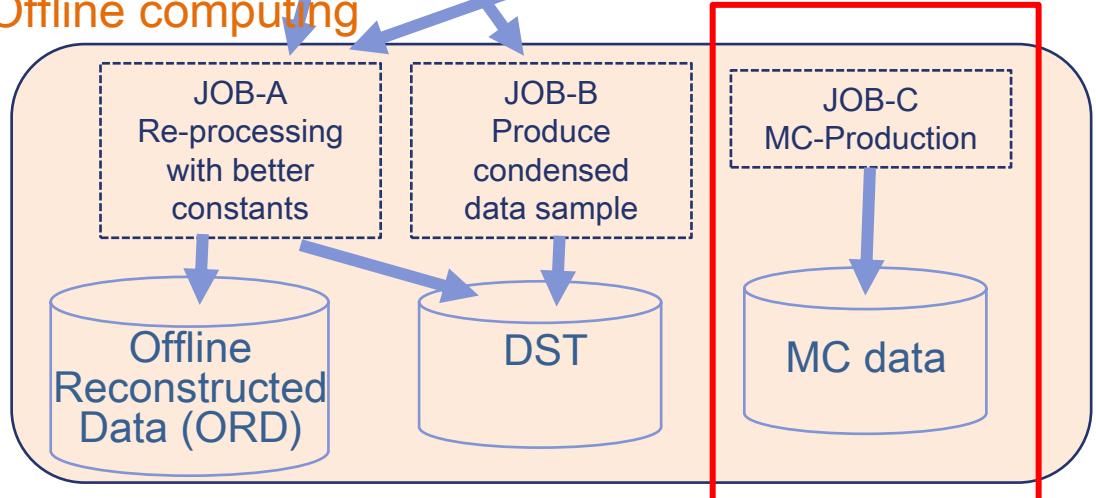 Offline computing
JOB-A
Re-processing
with better
constants
JOB-B
Produce
condensed
data sample
JOB-C
MC-Production
Offline
Reconstructed
Data (ORD)
DST
MC data